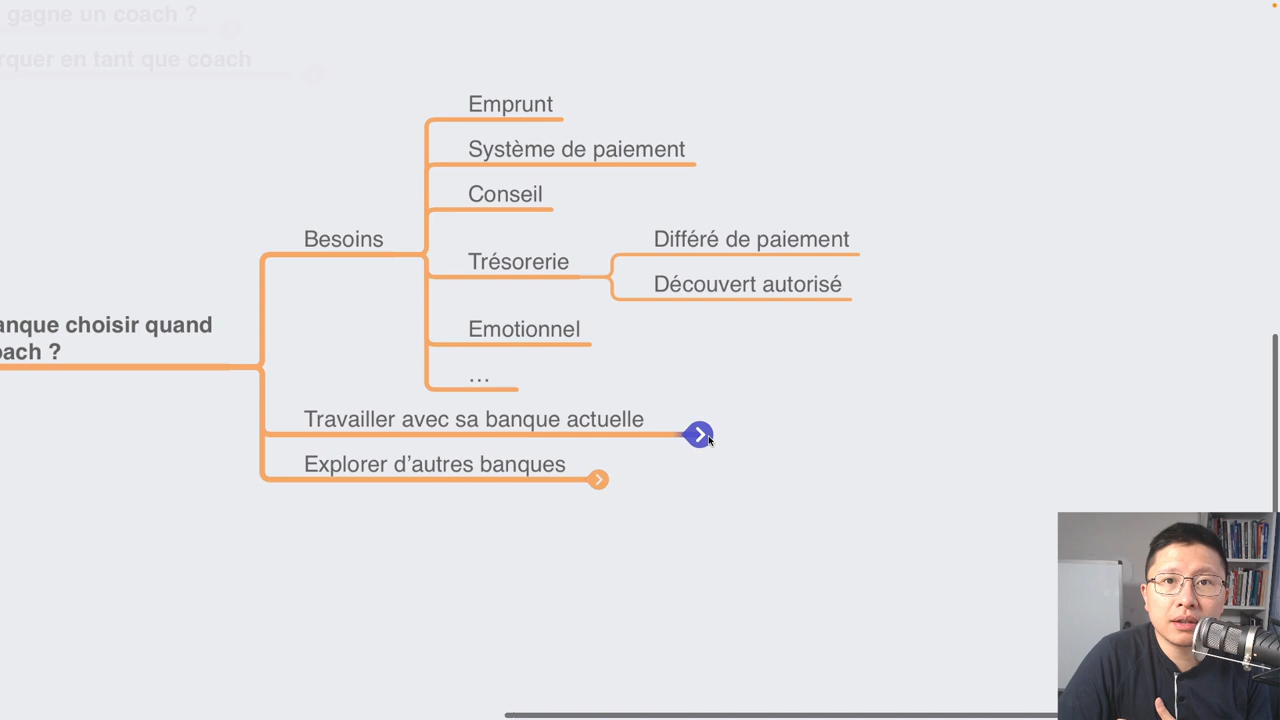 gagne un coach ?
rquer en tant que coach
Emprunt
Système de paiement
Conseil
Besoins
Différé de paiement
Trésorerie
Découvert autorisé
Emotionnel
anque choisir quand
oach ?
...
Travailler avec sa banque actuelle
Explorer d’autres banques